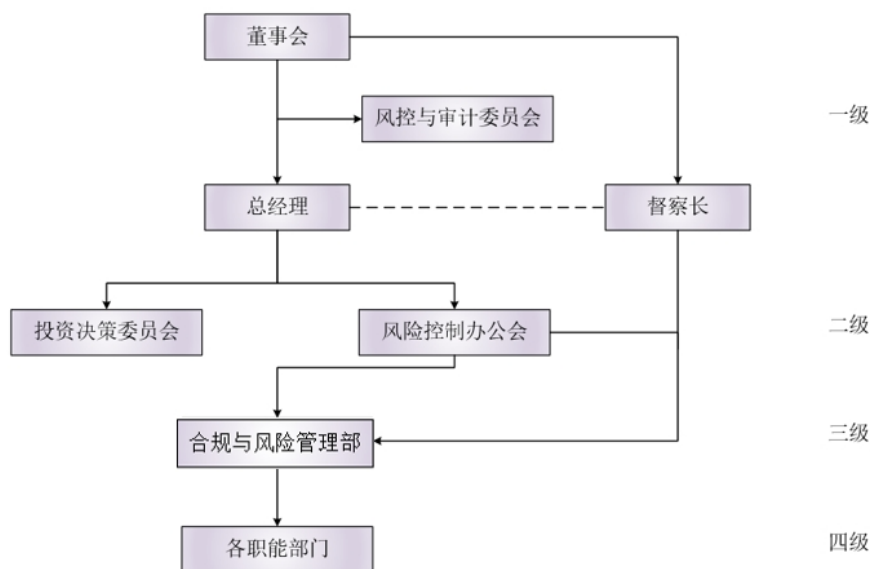 董事会
风控与审计委员会
一级
总经理
督察长
投资决策委员会
风险控制办公会
二级
合规与风险管理部
三级
各职能部门
四级